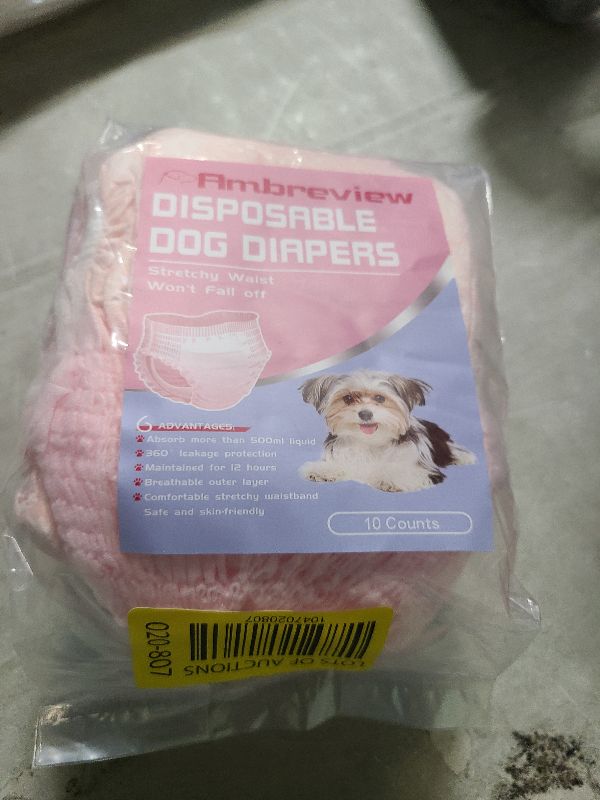 Ambreview
DISPOSABLE
DOG DIAPERS
Stretchy Waist
Won't Fall off
6 ADVANTAGES:
Absorb more than 500ml liquid
360° leakage protection
Maintained for 12 hours
Breathable outer layer
Comfortable stretchy waistband
Safe and skin-friendly
10 Counts
LOTS OF AUCTIONS
1047020807
020-807